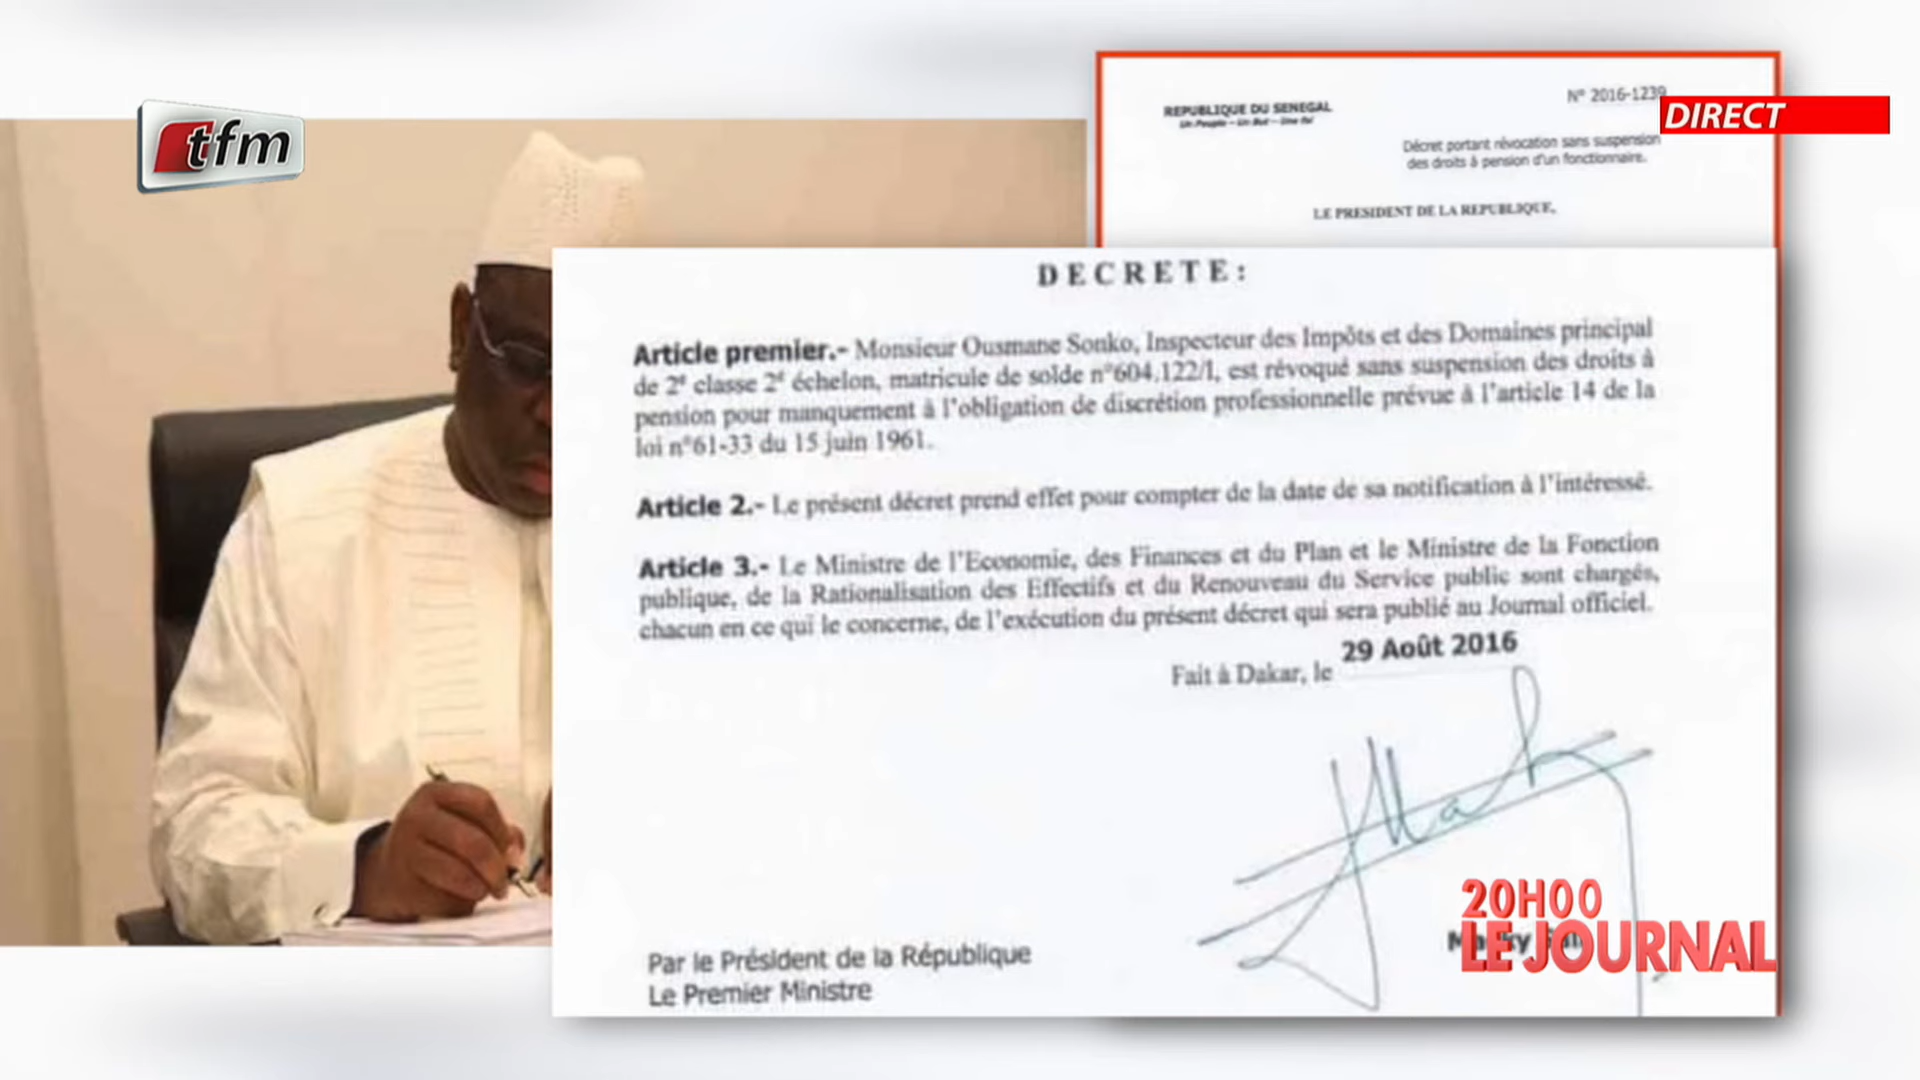 tfm
REPUBLIQUE DU SENEGAL
Un Peuple – Un But – Une foi
N° 2016-1239
DIRECT
Décret portant révocation sans suspension
des droits à pension d'un fonctionnaire.
LE PRESIDENT DE LA REPUBLIQUE,
DECRETE :
Article premier.- Monsieur Ousmane Sonko, Inspecteur des Impôts et des Domaines principal
de 2e classe 2e échelon, matricule de solde n°604.122/I, est révoqué sans suspension des droits à
pension pour manquement à l'obligation de discrétion professionnelle prévue à l'article 14 de la
loi n°61-33 du 15 juin 1961.
Article 2.- Le présent décret prend effet pour compter de la date de sa notification à l'intéressé.
Article 3.- Le Ministre de l'Economie, des Finances et du Plan et le Ministre de la Fonction
publique, de la Rationalisation des Effectifs et du Renouveau du Service public sont chargés,
chacun en ce qui le concerne, de l'exécution du présent décret qui sera publié au Journal officiel.
29 Août 2016
Fait à Dakar, le
20H00
LE JOURNAL
Par le Président de la République
Le Premier Ministre